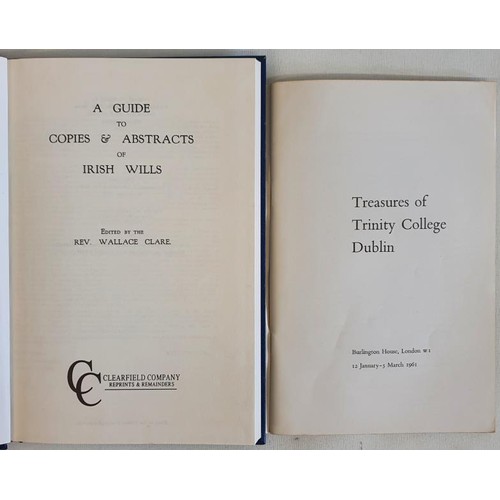 A GUIDE
TO
COPIES & ABSTRACTS
OF
IRISH WILLS
EDITED BY THE
REV. WALLACE CLARE.
CC CLEARFIELD COMPANY
REPRINTS & REMAINDERS
Treasures of
Trinity College
Dublin
Burlington House, London W1
12 January–5 March 1961